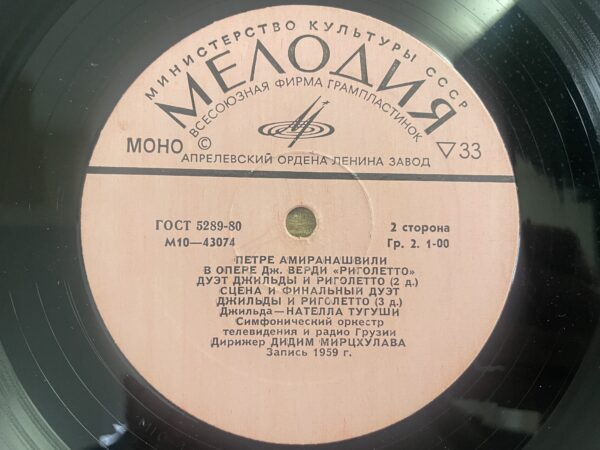 МИНИСТЕРСТВО КУЛЬТУРЫ СССР
МЕЛОДИЯ
ВСЕСОЮЗНАЯ ФИРМА ГРАМПЛАСТИНОК
МОНО © ▽ 33
АПРЕЛЕВСКИЙ ОРДЕНА ЛЕНИНА ЗАВОД
ГОСТ 5289-80 2 сторона
М10—43074 Гр. 2. 1-00
ПЕТРЕ АМИРАНАШВИЛИ
В ОПЕРЕ Дж. ВЕРДИ «РИГОЛЕТТО»
ДУЭТ ДЖИЛЬДЫ И РИГОЛЕТТО (2 д.)
СЦЕНА И ФИНАЛЬНЫЙ ДУЭТ
ДЖИЛЬДЫ И РИГОЛЕТТО (3 д.)
Джильда—НАТЕЛЛА ТУГУШИ
Симфонический оркестр
телевидения и радио Грузии
Дирижер ДИДИМ МИРЦХУЛАВА
Запись 1959 г.